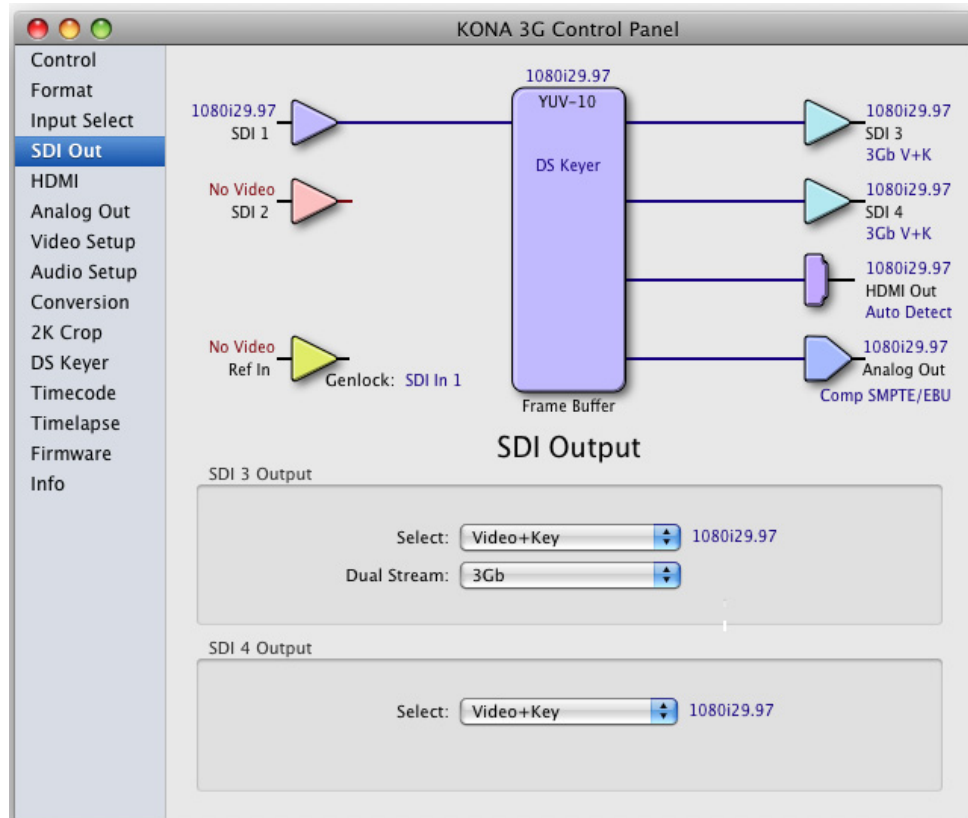 KONA 3G Control Panel
Control
Format
Input Select
SDI Out
HDMI
Analog Out
Video Setup
Audio Setup
Conversion
2K Crop
DS Keyer
Timecode
Timelapse
Firmware
Info
1080i29.97
SDI 1
No Video
SDI 2
No Video
Ref In
Genlock: SDI In 1
1080i29.97
YUV-10
DS Keyer
Frame Buffer
1080i29.97
SDI 3
3Gb V+K
1080i29.97
SDI 4
3Gb V+K
1080i29.97
HDMI Out
Auto Detect
1080i29.97
Analog Out
Comp SMPTE/EBU
SDI Output
SDI 3 Output
Select: Video+Key 1080i29.97
Dual Stream: 3Gb
SDI 4 Output
Select: Video+Key 1080i29.97